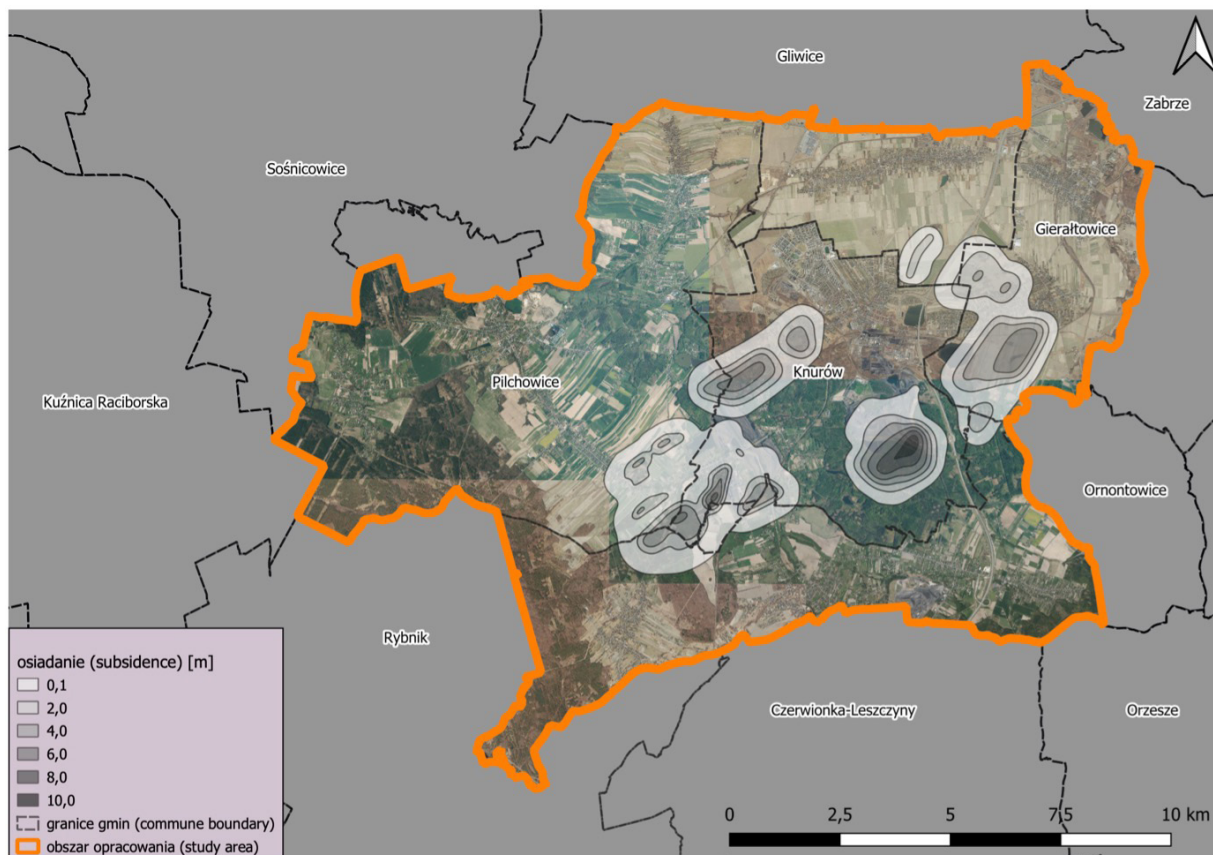 Gliwice
Zabrze
Sośnicowice
Gierałtowice
Kuźnica Raciborska
Pilchowice
Knurów
Ornontowice
Rybnik
Czerwionka-Leszczyny
Orzesze
osiadanie (subsidence) [m]
0,1
2,0
4,0
6,0
8,0
10,0
granice gmin (commune boundary)
obszar opracowania (study area)
0 2,5 5 7,5 10 km